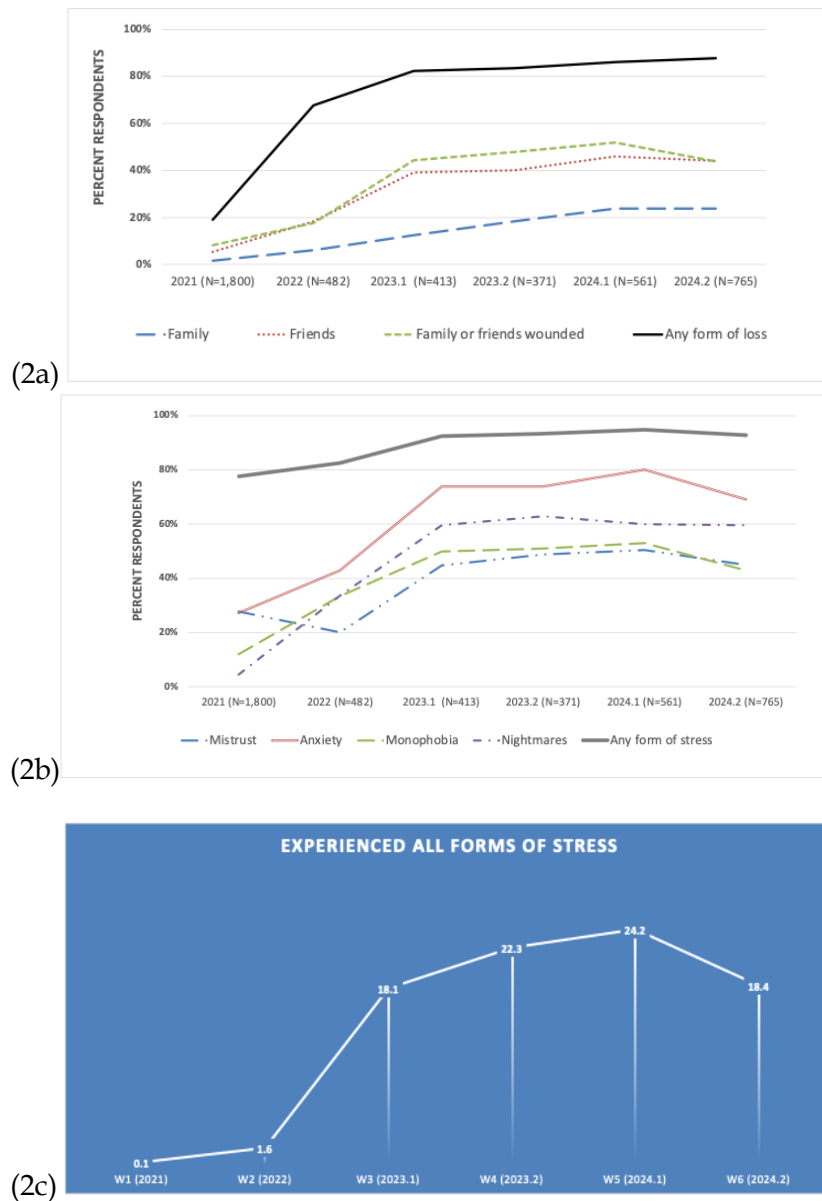 100%
80%
60%
40%
20%
0%
PERCENT RESPONDENTS
2021 (N=1,800) 2022 (N=482) 2023.1 (N=413) 2023.2 (N=371) 2024.1 (N=561) 2024.2 (N=765)
Family Friends Family or friends wounded Any form of loss
(2a)
100%
80%
60%
40%
20%
0%
PERCENT RESPONDENTS
2021 (N=1,800) 2022 (N=482) 2023.1 (N=413) 2023.2 (N=371) 2024.1 (N=561) 2024.2 (N=765)
Mistrust Anxiety Monophobia Nightmares Any form of stress
(2b)
EXPERIENCED ALL FORMS OF STRESS
0.1 1.6 18.1 22.3 24.2 18.4
W1 (2021) W2 (2022) W3 (2023.1) W4 (2023.2) W5 (2024.1) W6 (2024.2)
(2c)